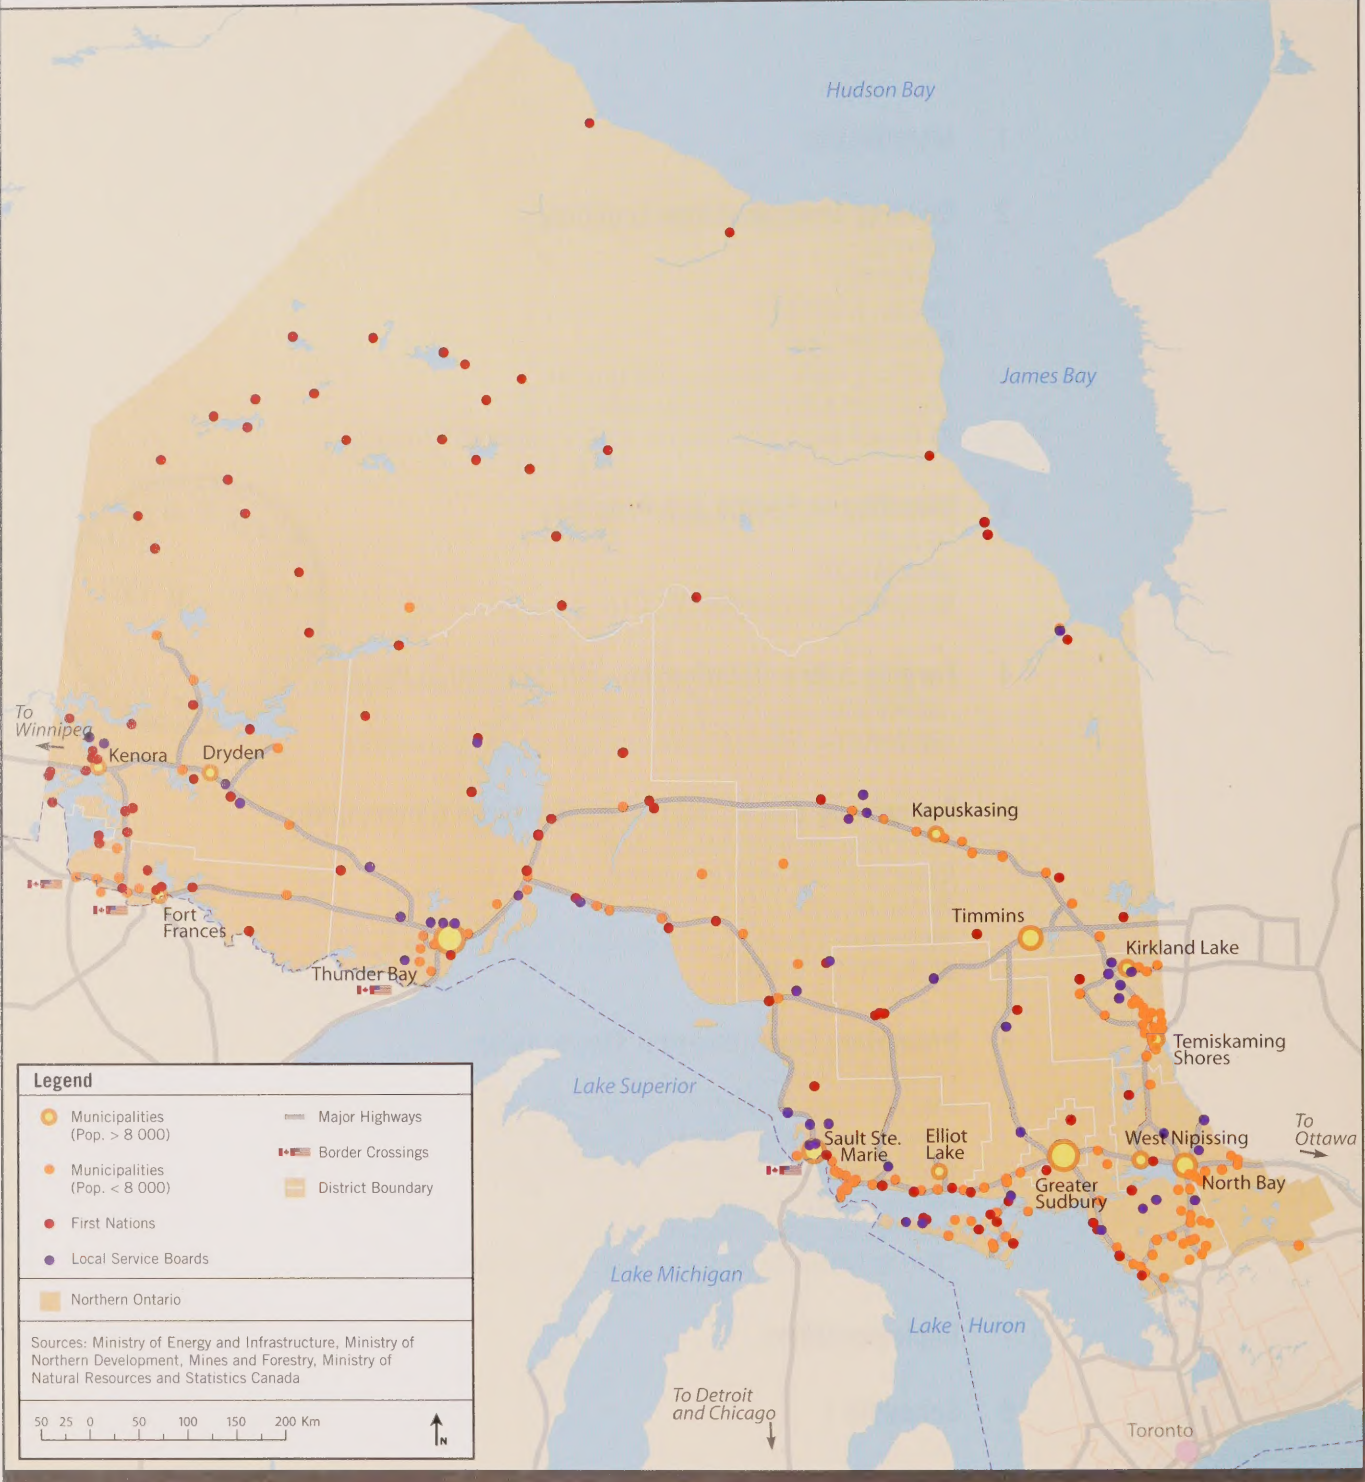 Hudson Bay
James Bay
To
Winnipeg
Kenora
Dryden
Kapuskasing
Fort
Frances
Timmins
Kirkland Lake
Thunder Bay
Temiskaming
Shores
Lake Superior
Sault Ste.
Marie
Elliot
Lake
West Nipissing
To
Ottawa
Greater
Sudbury
North Bay
Lake Michigan
Lake Huron
To Detroit
and Chicago
Toronto
Legend
Municipalities
(Pop. > 8 000)
Municipalities
(Pop. < 8 000)
First Nations
Local Service Boards
Major Highways
Border Crossings
District Boundary
Northern Ontario
Sources: Ministry of Energy and Infrastructure, Ministry of
Northern Development, Mines and Forestry, Ministry of
Natural Resources and Statistics Canada
50 25 0 50 100 150 200 Km
N